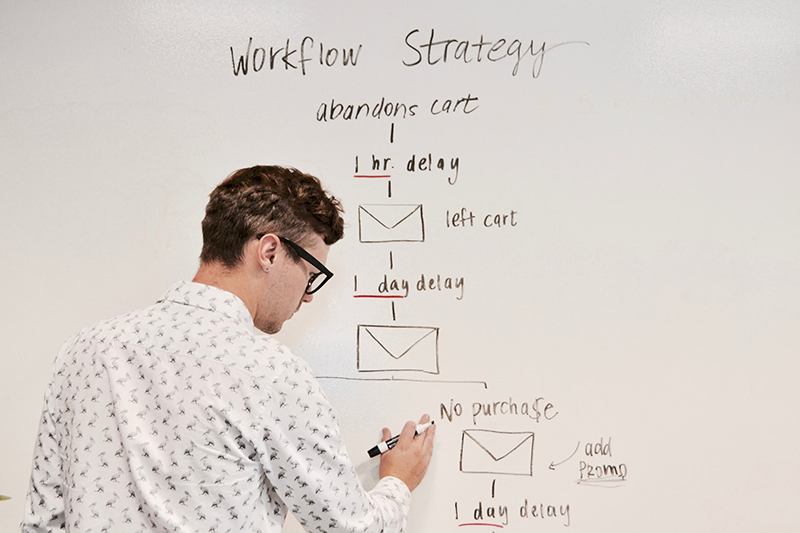 Workflow Strategy
abandons cart
1 hr. delay
left cart
1 day delay
No purchase
add
PROMO
1 day delay